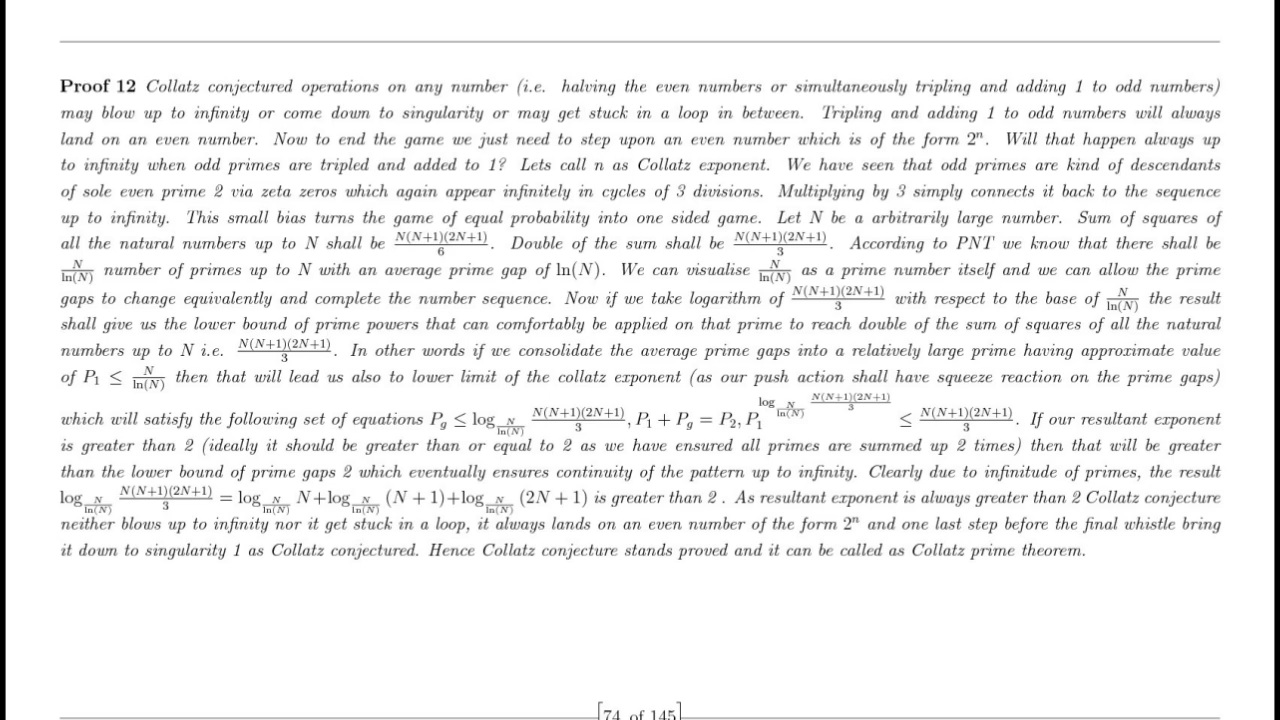 Proof 12 Collatz conjectured operations on any number (i.e. halving the even numbers or simultaneously tripling and adding 1 to odd numbers)
may blow up to infinity or come down to singularity or may get stuck in a loop in between. Tripling and adding 1 to odd numbers will always
land on an even number. Now to end the game we just need to step upon an even number which is of the form $2^n$. Will that happen always up
to infinity when odd primes are tripled and added to 1? Lets call n as Collatz exponent. We have seen that odd primes are kind of descendants
of sole even prime 2 via zeta zeros which again appear infinitely in cycles of 3 divisions. Multiplying by 3 simply connects it back to the sequence
up to infinity. This small bias turns the game of equal probability into one sided game. Let N be a arbitrarily large number. Sum of squares of
all the natural numbers up to N shall be $\frac{N(N+1)(2N+1)}{6}$. Double of the sum shall be $\frac{N(N+1)(2N+1)}{3}$. According to PNT we know that there shall be
$\frac{N}{\ln(N)}$ number of primes up to N with an average prime gap of ln(N). We can visualise $\frac{N}{\ln(N)}$ as a prime number itself and we can allow the prime
gaps to change equivalently and complete the number sequence. Now if we take logarithm of $\frac{N(N+1)(2N+1)}{3}$ with respect to the base of $\frac{N}{\ln(N)}$ the result
shall give us the lower bound of prime powers that can comfortably be applied on that prime to reach double of the sum of squares of all the natural
numbers up to N i.e. $\frac{N(N+1)(2N+1)}{3}$. In other words if we consolidate the average prime gaps into a relatively large prime having approximate value
of $P_1 \leq \frac{N}{\ln(N)}$ then that will lead us also to lower limit of the collatz exponent (as our push action shall have squeeze reaction on the prime gaps)
which will satisfy the following set of equations $P_g \leq \log_{\frac{N}{\ln(N)}} \frac{N(N+1)(2N+1)}{3}, P_1 + P_g = P_2, P_1^{\log_{\frac{N}{\ln(N)}} \frac{N(N+1)(2N+1)}{3}} \leq \frac{N(N+1)(2N+1)}{3}$. If our resultant exponent
is greater than 2 (ideally it should be greater than or equal to 2 as we have ensured all primes are summed up 2 times) then that will be greater
than the lower bound of prime gaps 2 which eventually ensures continuity of the pattern up to infinity. Clearly due to infinitude of primes, the result
$\log_{\frac{N}{\ln(N)}} \frac{N(N+1)(2N+1)}{3} = \log_{\frac{N}{\ln(N)}} N + \log_{\frac{N}{\ln(N)}} (N+1) + \log_{\frac{N}{\ln(N)}} (2N+1)$ is greater than 2 . As resultant exponent is always greater than 2 Collatz conjecture
neither blows up to infinity nor it get stuck in a loop, it always lands on an even number of the form $2^n$ and one last step before the final whistle bring
it down to singularity 1 as Collatz conjectured. Hence Collatz conjecture stands proved and it can be called as Collatz prime theorem.
74 of 145